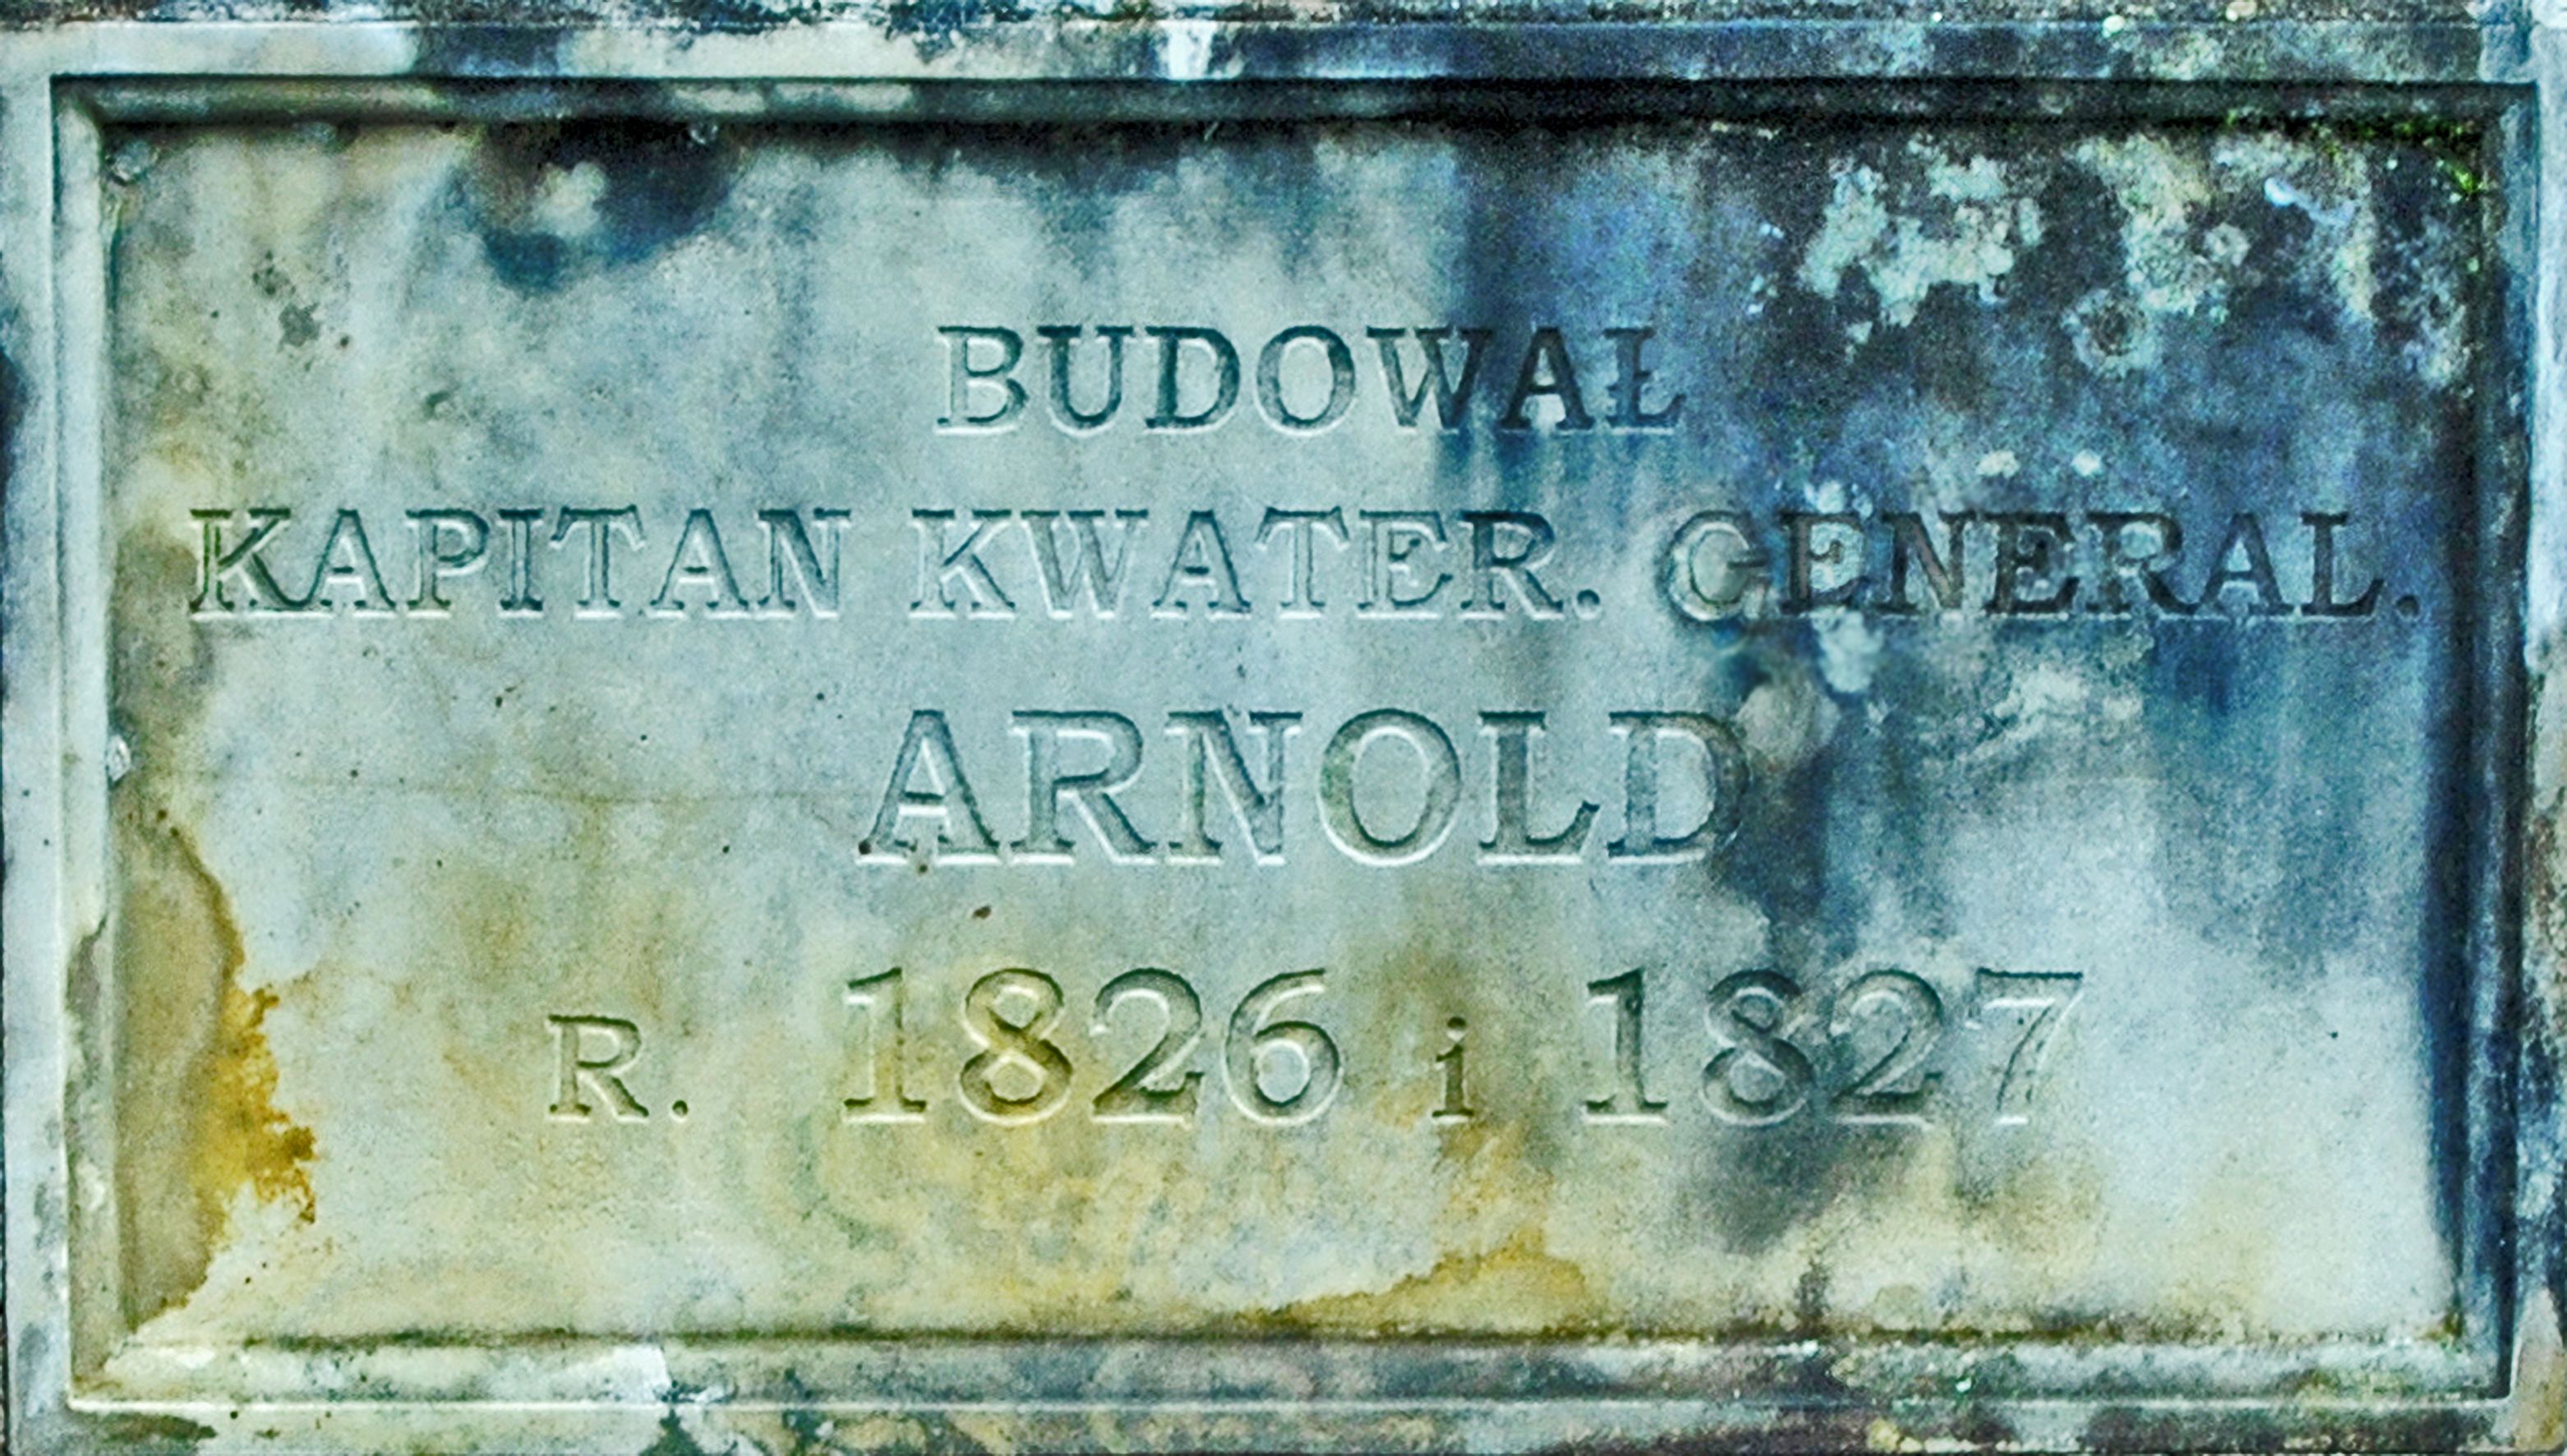 BUDOWAŁ
KAPITAN KWATER. GENERAL.
ARNOLD
R. 1826 i 1827